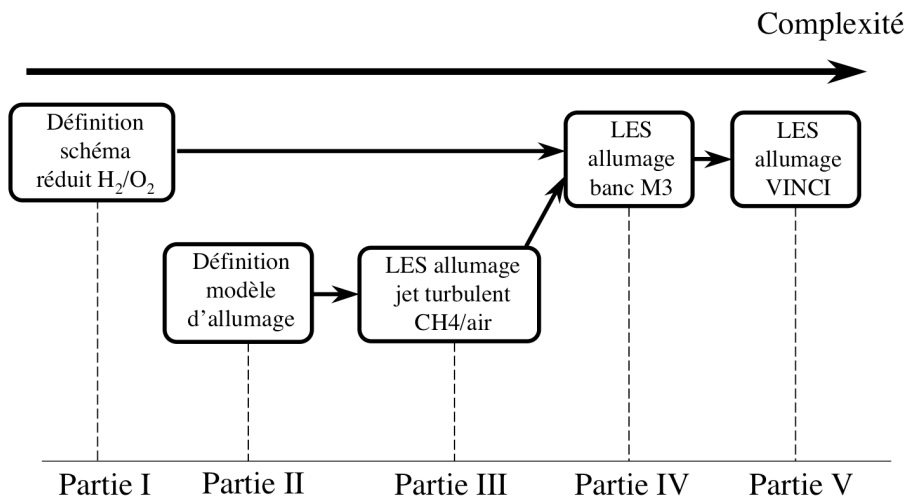 Complexité
Définition
schéma
réduit H₂/O₂
LES
allumage
banc M3
LES
allumage
VINCI
Définition
modèle
d'allumage
LES allumage
jet turbulent
CH4/air
Partie I
Partie II
Partie III
Partie IV
Partie V